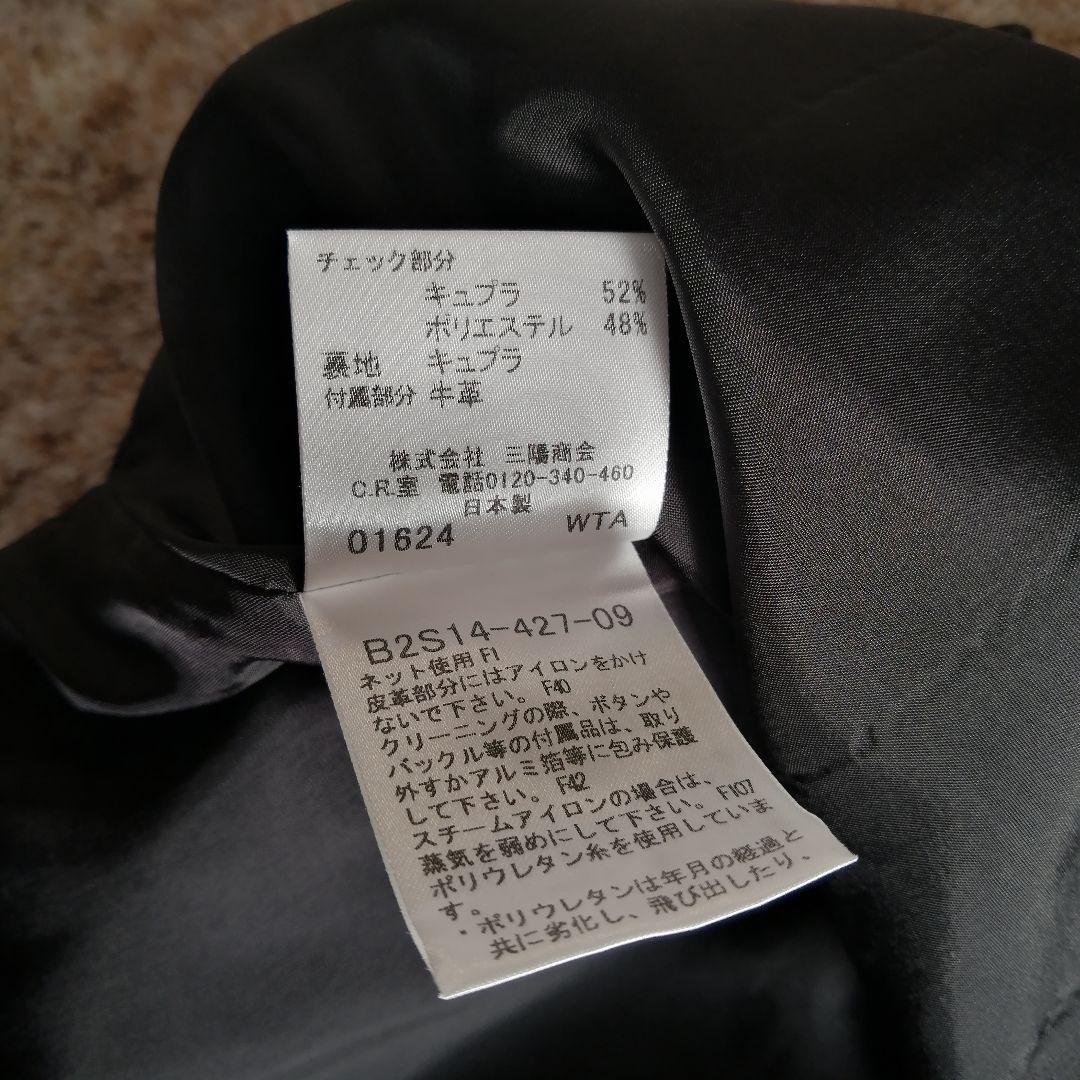 チェック部分
キュプラ 52%
ポリエステル 48%
裏地 キュプラ
付属部分 牛革
株式会社 三陽商会
C.R.室 電話0120-340-460
日本製
01624 WTA
B2S14-427-09
ネット使用 F1
皮革部分にはアイロンをかけ
ないで下さい。 F40
クリーニングの際、ボタンや
バックル等の付属品は、取り
外すかアルミ箔等に包み保護
して下さい。 F42
スチームアイロンの場合は、
蒸気を弱めにして下さい。 F107
ポリウレタン糸を使用していま
す。
・ポリウレタンは年月の経過と
共に劣化し、飛び出したり、